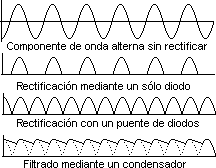 Componente de onda alterna sin rectificar
Rectificación mediante un sólo diodo
Rectificación con un puente de diodos
Filtrado mediante un condensador